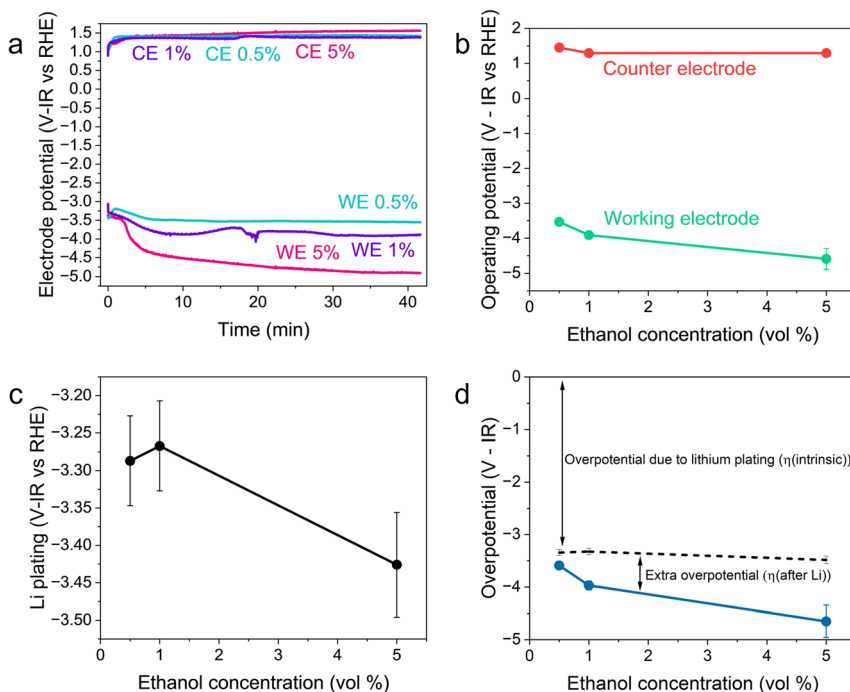 a
Electrode potential (V-IR vs RHE)
1.5
1.0
0.5
0.0
−0.5
−1.0
−1.5
−2.0
−2.5
−3.0
−3.5
−4.0
−4.5
−5.0
CE 1% CE 0.5% CE 5%
WE 0.5%
WE 5% WE 1%
0 10 20 30 40
Time (min)
b
Operating potential (V - IR vs RHE)
2
1
0
−1
−2
−3
−4
−5
Counter electrode
Working electrode
0 1 2 3 4 5
Ethanol concentration (vol %)
c
Li plating (V-IR vs RHE)
−3.20
−3.25
−3.30
−3.35
−3.40
−3.45
−3.50
0 1 2 3 4 5
Ethanol concentration (vol %)
d
Overpotential (V - IR)
0
−1
−2
−3
−4
−5
Overpotential due to lithium plating (η(intrinsic))
Extra overpotential (η(after Li))
0 1 2 3 4 5
Ethanol concentration (vol %)